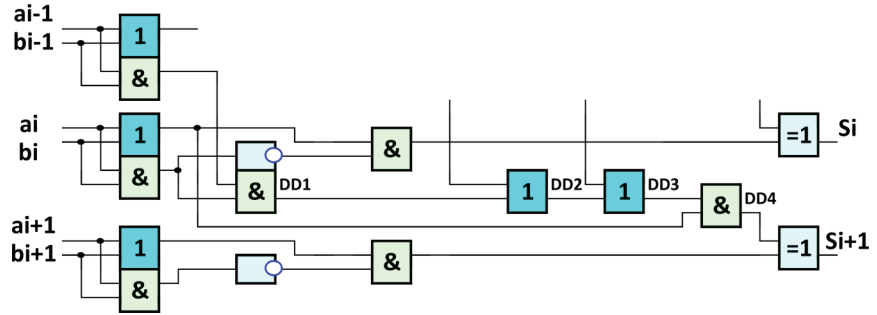 ai-1
bi-1
1
&
ai
bi
1
&
&
=1
Si
&
DD1
1
DD2
1
DD3
&
DD4
ai+1
bi+1
1
&
&
=1
Si+1